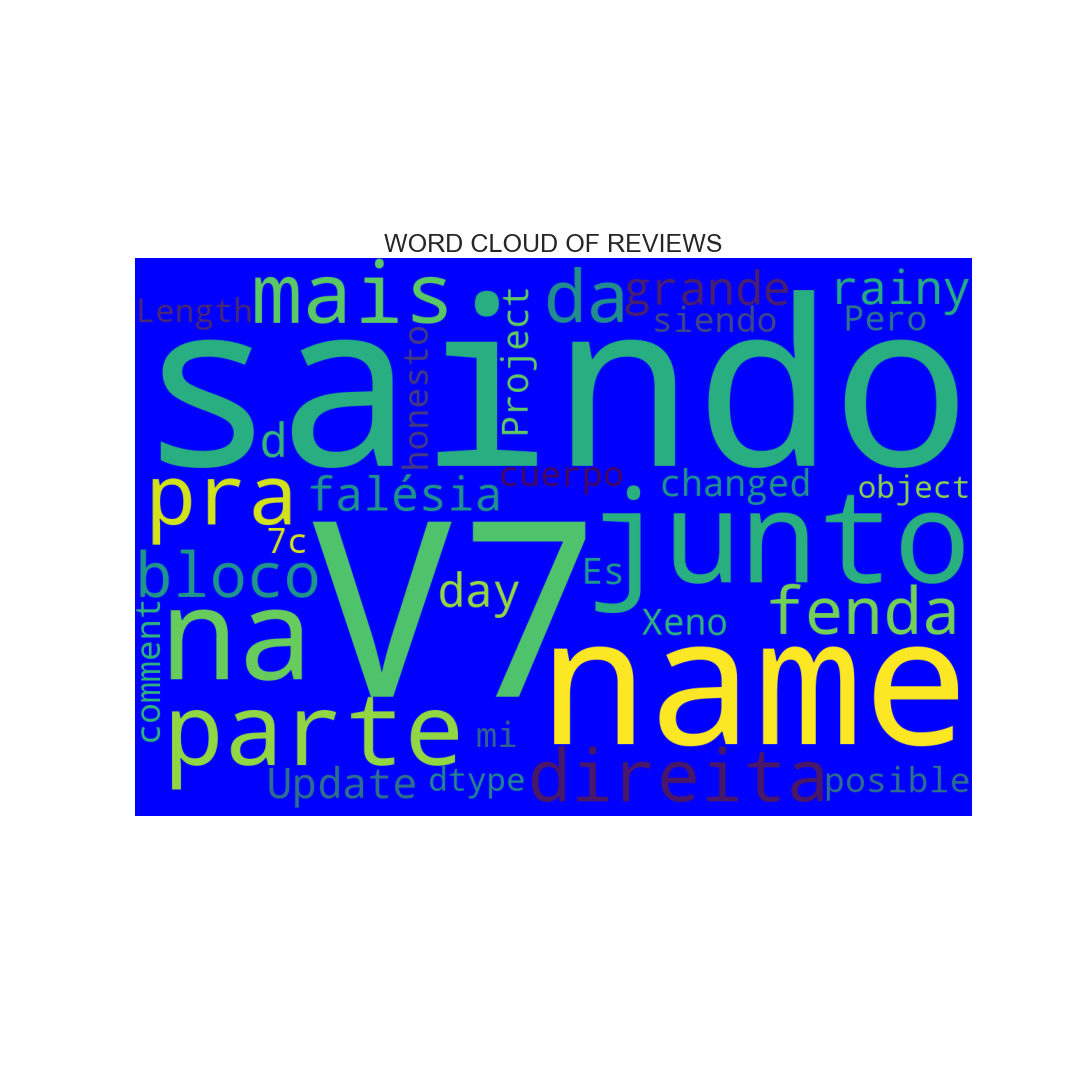 WORD CLOUD OF REVIEWS
Length
mais
da
grande
rainy
siendo
Pero
saindo
honesto
Project
d
pra
falésia
cuerpo
changed
object
7c
junto
bloco
V7
day
Es
na
comment
Xeno
fenda
name
parte
mi
Update
dtype
direita
posible